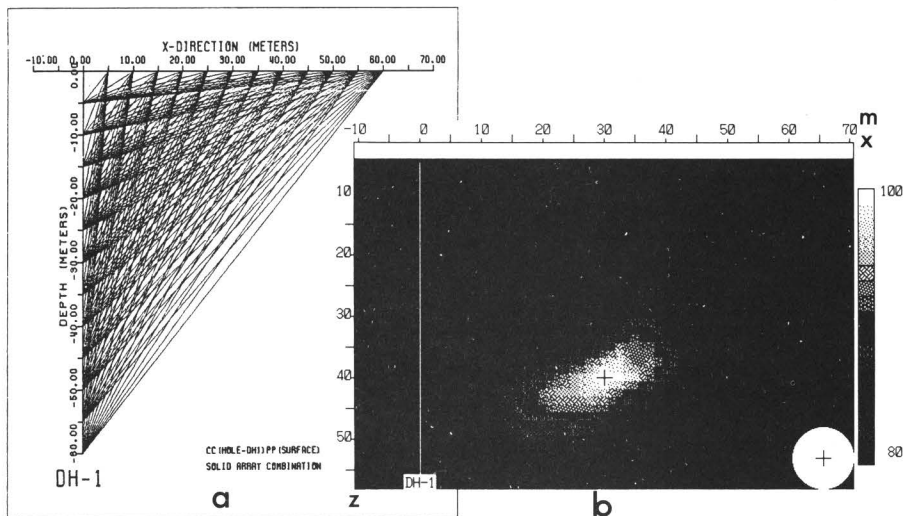 X-DIRECTION (METERS)
-10.00 0.00 10.00 20.00 30.00 40.00 50.00 60.00 70.00
0.00
-10.00
-20.00
-30.00
-40.00
-50.00
-60.00
DEPTH (METERS)
CC(HOLE-DH1)PP(SURFACE)
SOLID ARRAY COMBINATION
DH-1
a
z
-10 0 10 20 30 40 50 60 70
m
x
10
20
30
40
50
DH-1
b
100
80